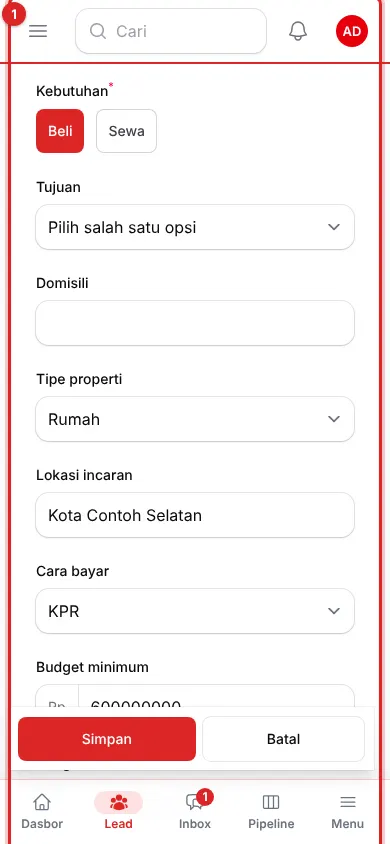 1
Cari
AD
Kebutuhan*
Beli
Sewa
Tujuan
Pilih salah satu opsi
Domisili
Tipe properti
Rumah
Lokasi incaran
Kota Contoh Selatan
Cara bayar
KPR
Budget minimum
Rp 600000000
Simpan
Batal
1
Dasbor
Lead
Inbox
Pipeline
Menu